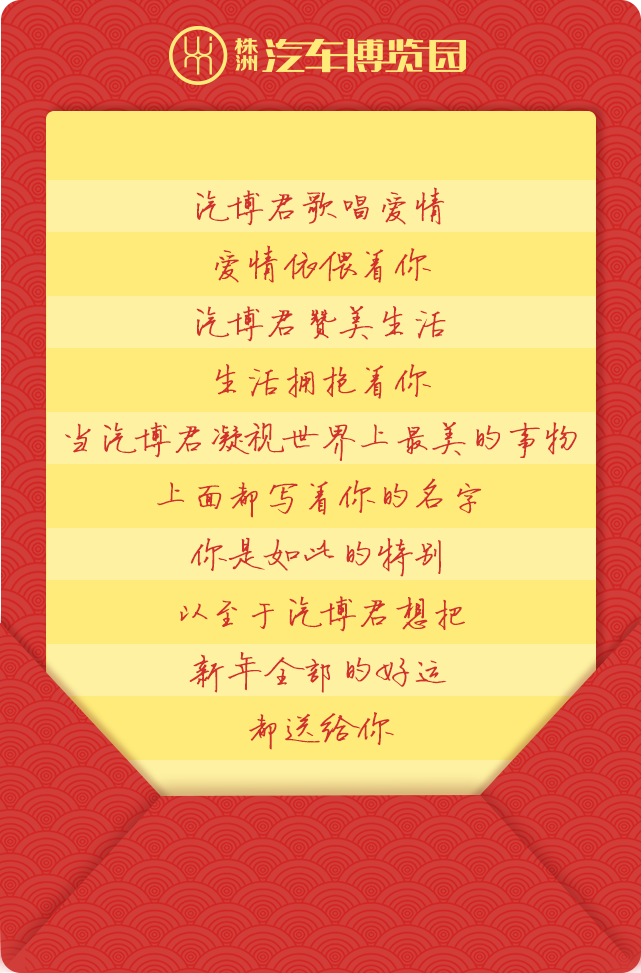 株洲 汽车博览园
汽博君歌唱爱情
爱情依偎着你
汽博君赞美生活
生活拥抱着你
当汽博君凝视世界上最美的事物
上面都写着你的名字
你是如此的特别
以至于汽博君想把
新年全部的好运
都送给你